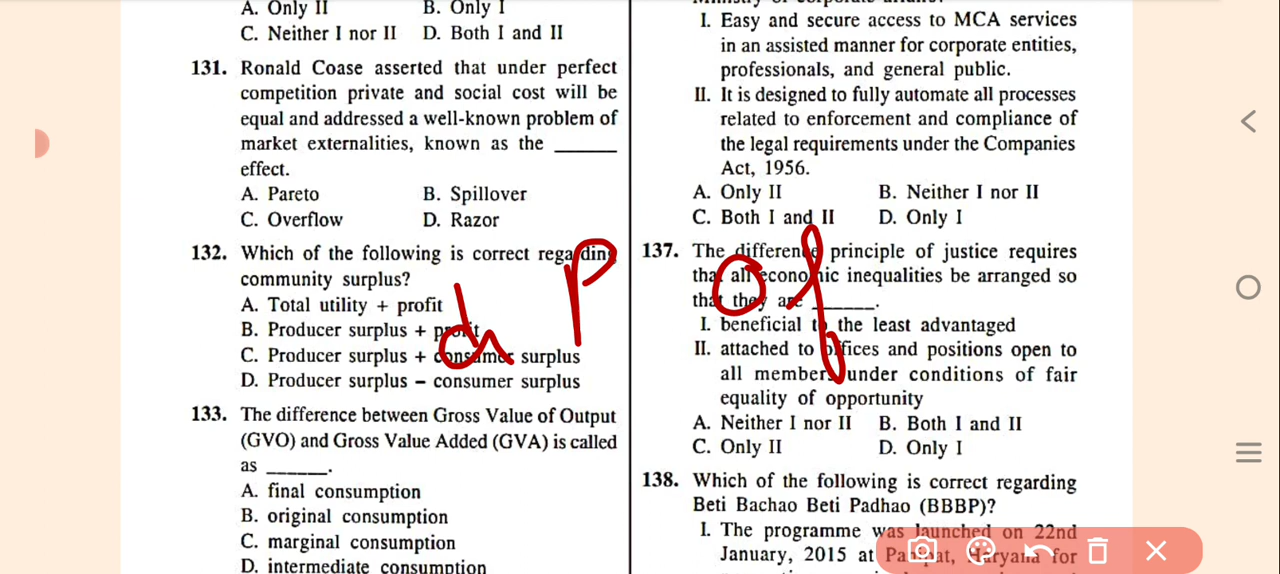 A. Only II B. Only I
C. Neither I nor II D. Both I and II
131. Ronald Coase asserted that under perfect
competition private and social cost will be
equal and addressed a well-known problem of
market externalities, known as the ______
effect.
A. Pareto B. Spillover
C. Overflow D. Razor
132. Which of the following is correct regarding
community surplus?
A. Total utility + profit
B. Producer surplus + profit
C. Producer surplus + consumer surplus
D. Producer surplus – consumer surplus
133. The difference between Gross Value of Output
(GVO) and Gross Value Added (GVA) is called
as ______.
A. final consumption
B. original consumption
C. marginal consumption
D. intermediate consumption
I. Easy and secure access to MCA services
in an assisted manner for corporate entities,
professionals, and general public.
II. It is designed to fully automate all processes
related to enforcement and compliance of
the legal requirements under the Companies
Act, 1956.
A. Only II B. Neither I nor II
C. Both I and II D. Only I
137. The difference principle of justice requires
that all economic inequalities be arranged so
that they are ______.
I. beneficial to the least advantaged
II. attached to offices and positions open to
all members under conditions of fair
equality of opportunity
A. Neither I nor II B. Both I and II
C. Only II D. Only I
138. Which of the following is correct regarding
Beti Bachao Beti Padhao (BBBP)?
I. The programme was launched on 22nd
January, 2015 at Panipat, Haryana for